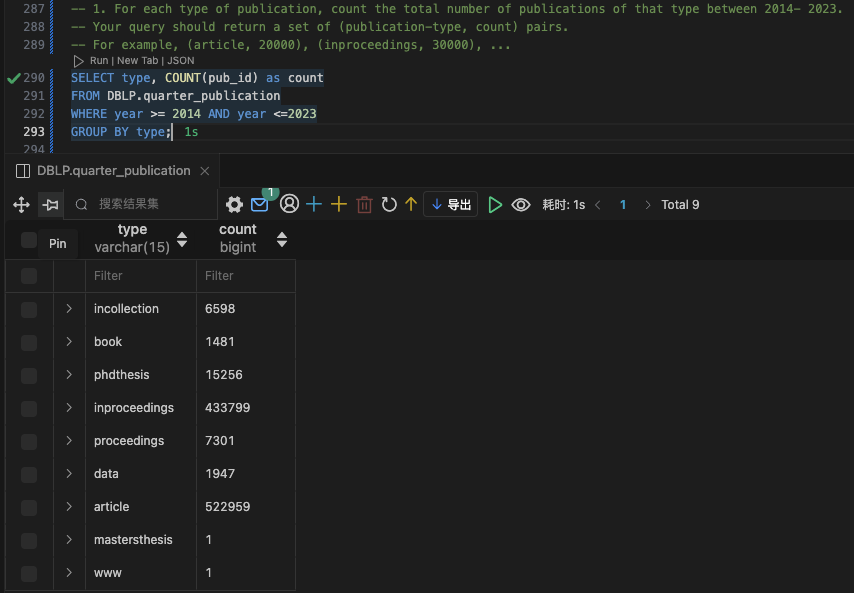 287 -- 1. For each type of publication, count the total number of publications of that type between 2014- 2023.
288 -- Your query should return a set of (publication-type, count) pairs.
289 -- For example, (article, 20000), (inproceedings, 30000), ...
Run | New Tab | JSON
290 SELECT type, COUNT(pub_id) as count
291 FROM DBLP.quarter_publication
292 WHERE year >= 2014 AND year <=2023
293 GROUP BY type; 1s
294
DBLP.quarter_publication
搜索结果集 1 导出 耗时: 1s 1 Total 9
Pin
type count
varchar(15) bigint
Filter Filter
incollection 6598
book 1481
phdthesis 15256
inproceedings 433799
proceedings 7301
data 1947
article 522959
mastersthesis 1
www 1